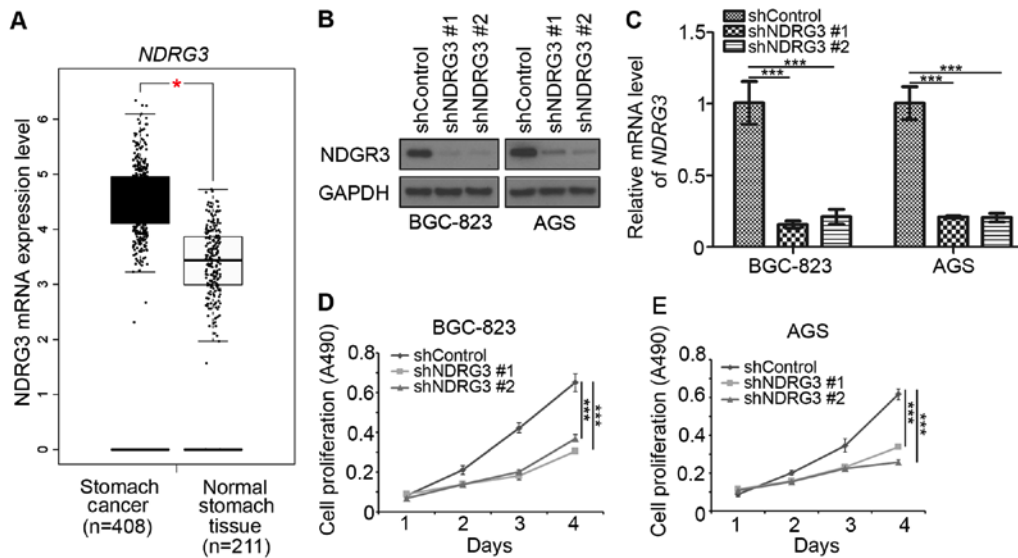 A
NDRG3
*
NDRG3 mRNA expression level
6
5
4
3
2
1
0
Stomach
cancer
(n=408)
Normal
stomach
tissue
(n=211)
B
shControl
shNDRG3 #1
shNDRG3 #2
shControl
shNDRG3 #1
shNDRG3 #2
NDGR3
GAPDH
BGC-823
AGS
C
shControl
shNDRG3 #1
shNDRG3 #2
Relative mRNA level
of NDRG3
1.5
1
0.5
0
***
***
***
***
BGC-823
AGS
D
BGC-823
Cell proliferation (A490)
0.8
0.6
0.4
0.2
0
shControl
shNDRG3 #1
shNDRG3 #2
***
***
1 2 3 4
Days
E
AGS
Cell proliferation (A490)
0.8
0.6
0.4
0.2
0
shControl
shNDRG3 #1
shNDRG3 #2
***
***
1 2 3 4
Days